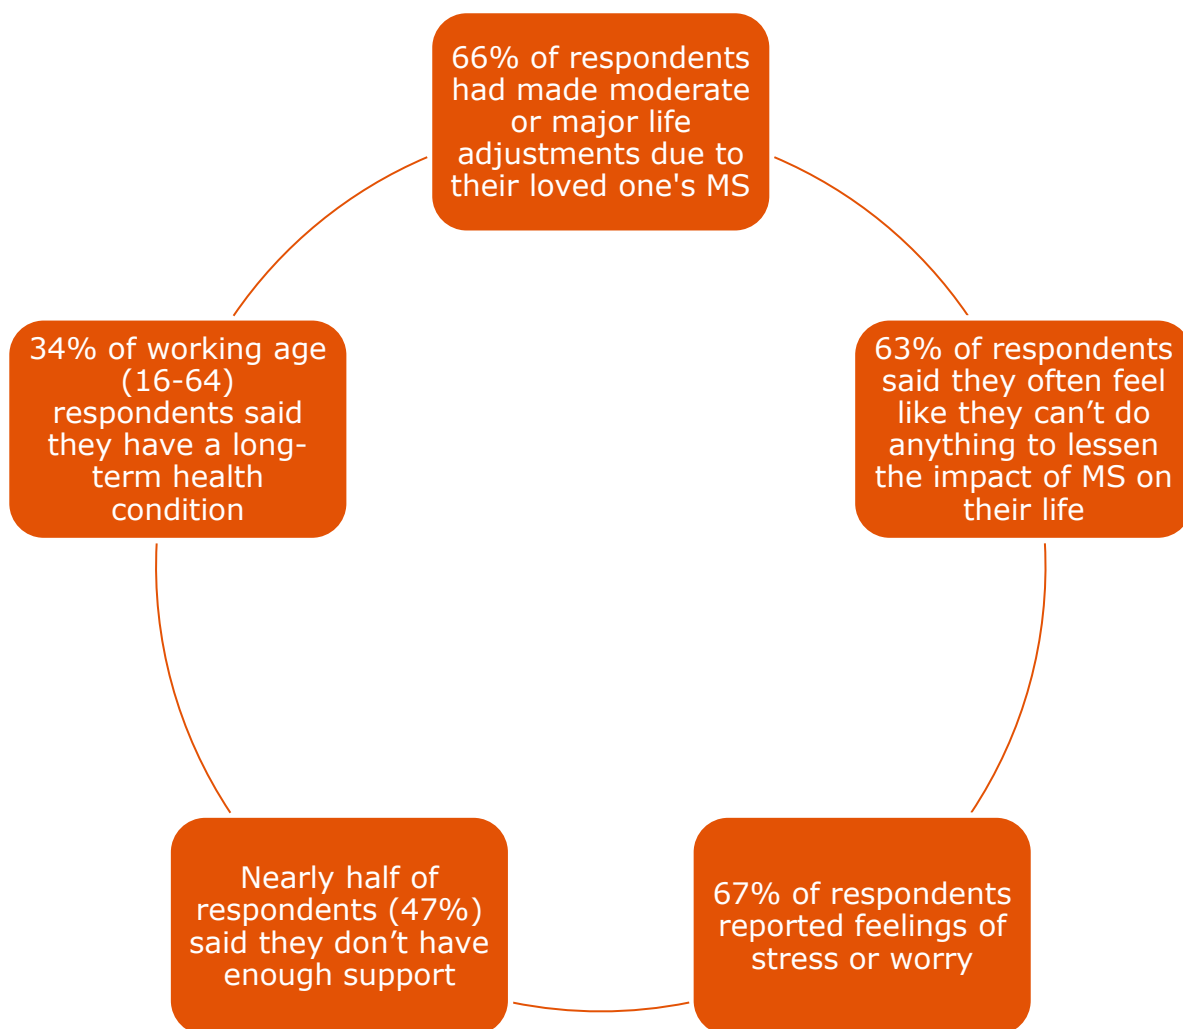 66% of respondents
had made moderate
or major life
adjustments due to
their loved one's MS
63% of respondents
said they often feel
like they can’t do
anything to lessen
the impact of MS on
their life
67% of respondents
reported feelings of
stress or worry
Nearly half of
respondents (47%)
said they don’t have
enough support
34% of working age
(16-64)
respondents said
they have a long-
term health
condition